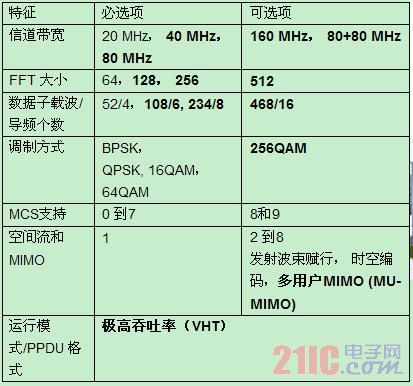 特征 必选项 可选项
信道带宽 20 MHz， 40 MHz， 160 MHz， 80+80 MHz
80 MHz
FFT 大小 64，128， 256 512
数据子载波/ 52/4，108/6, 234/8 468/16
导频个数
调制方式 BPSK， 256QAM
QPSK, 16QAM，
64QAM
MCS支持 0 到7 8和9
空间流和 1 2 到8
MIMO 发射波束赋行， 时空编
码，多用户MIMO (MU-
MIMO)
运行模 极高吞吐率（VHT）
式/PPDU 格
式
21IC电子网
.com